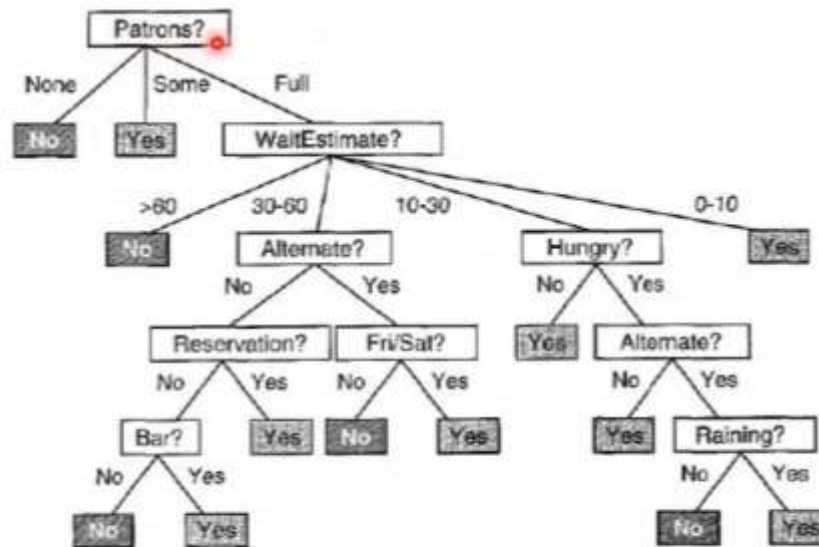 Patrons?
None Some Full
No Yes WaitEstimate?
>60 30-60 10-30 0-10
No Alternate? Hungry? Yes
No Yes No Yes
Reservation? Fri/Sat? Yes Alternate?
No Yes No Yes No Yes
Bar? Yes No Yes Yes Raining?
No Yes No Yes
No Yes No Yes